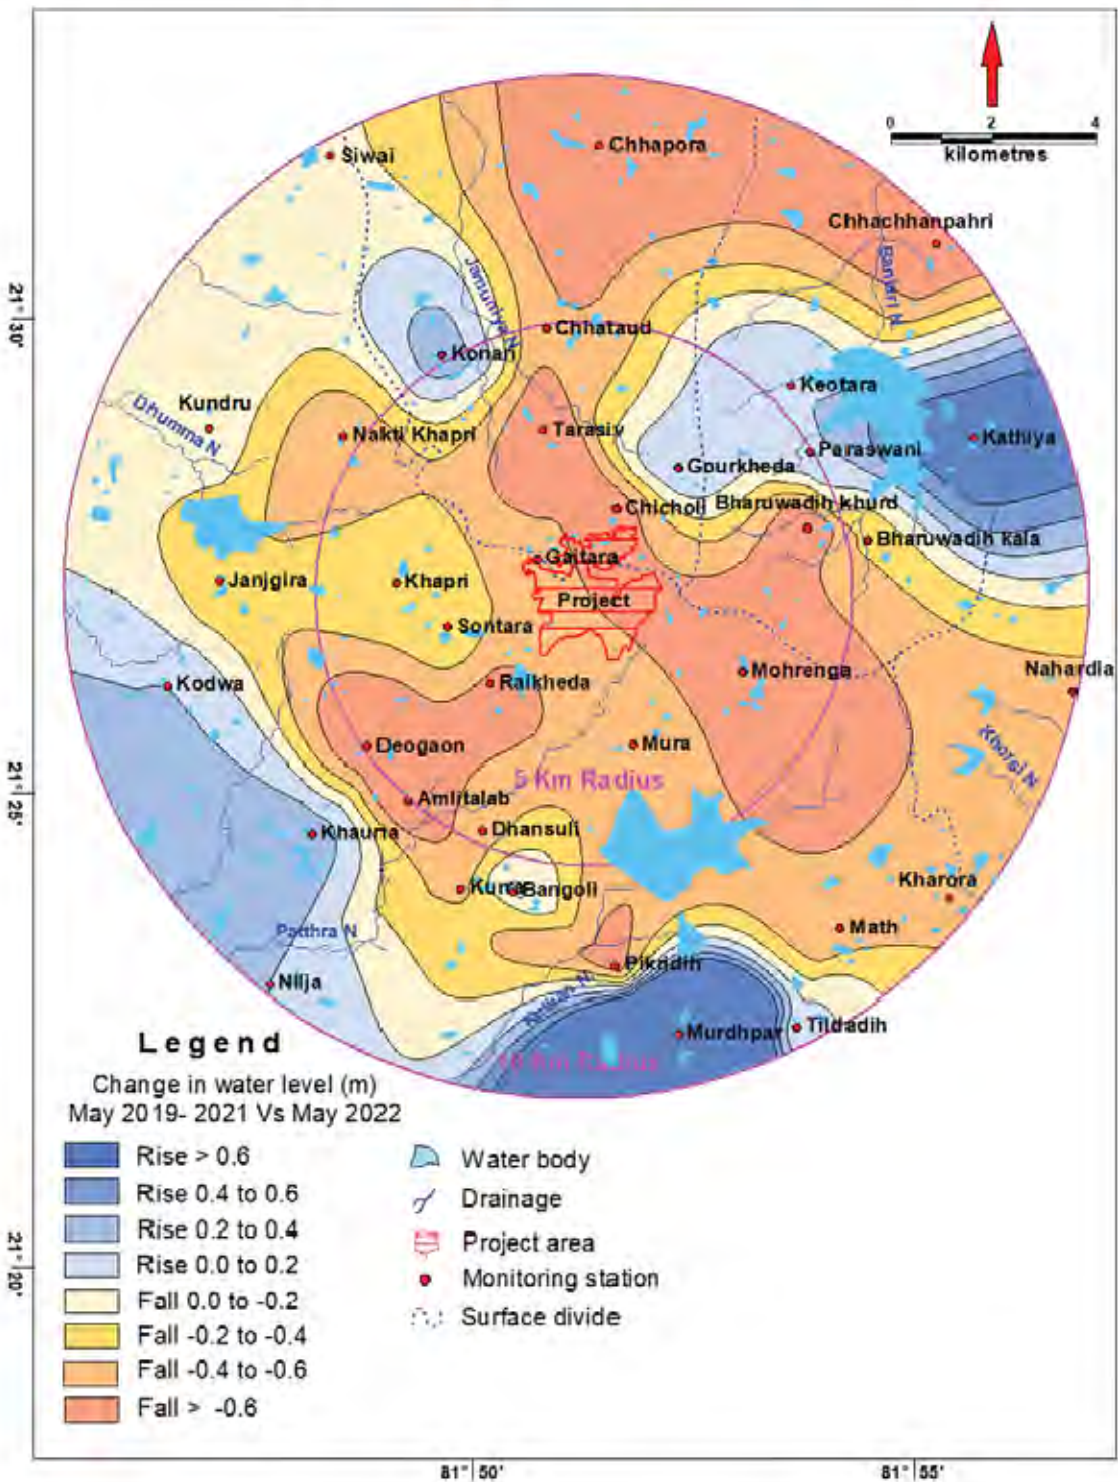 0 2 4
kilometres
Siwai
Chhapora
Chhachhanpahri
Banjari N.
Jamuniya N
21° 30'
Chhataud
Konari
Keotara
Kundru
Dhumma N
Nakti Khapri
Tarasiv
Kathiya
Paraswani
Gourkheda
Chicholi
Bharuwadih khurd
Bharuwadih kala
Gaitara
Janjgira
Khapri
Project
Sontara
Nahardia
Kodwa
Raikheda
Mohrenga
Deogaon
Mura
Khorsi N
5 Km Radius
21° 25'
Amlitalab
Khauna
Dhansuli
Kurra
Bangoli
Kharora
Math
Patthra N
Pikridih
Nilja
Murdhpar
Tildadih
10 Km Radius
Legend
Change in water level (m)
May 2019- 2021 Vs May 2022
Rise > 0.6
Rise 0.4 to 0.6
Rise 0.2 to 0.4
Rise 0.0 to 0.2
Fall 0.0 to -0.2
Fall -0.2 to -0.4
Fall -0.4 to -0.6
Fall > -0.6
Water body
Drainage
Project area
Monitoring station
Surface divide
21° 20'
81° 50'
81° 55'